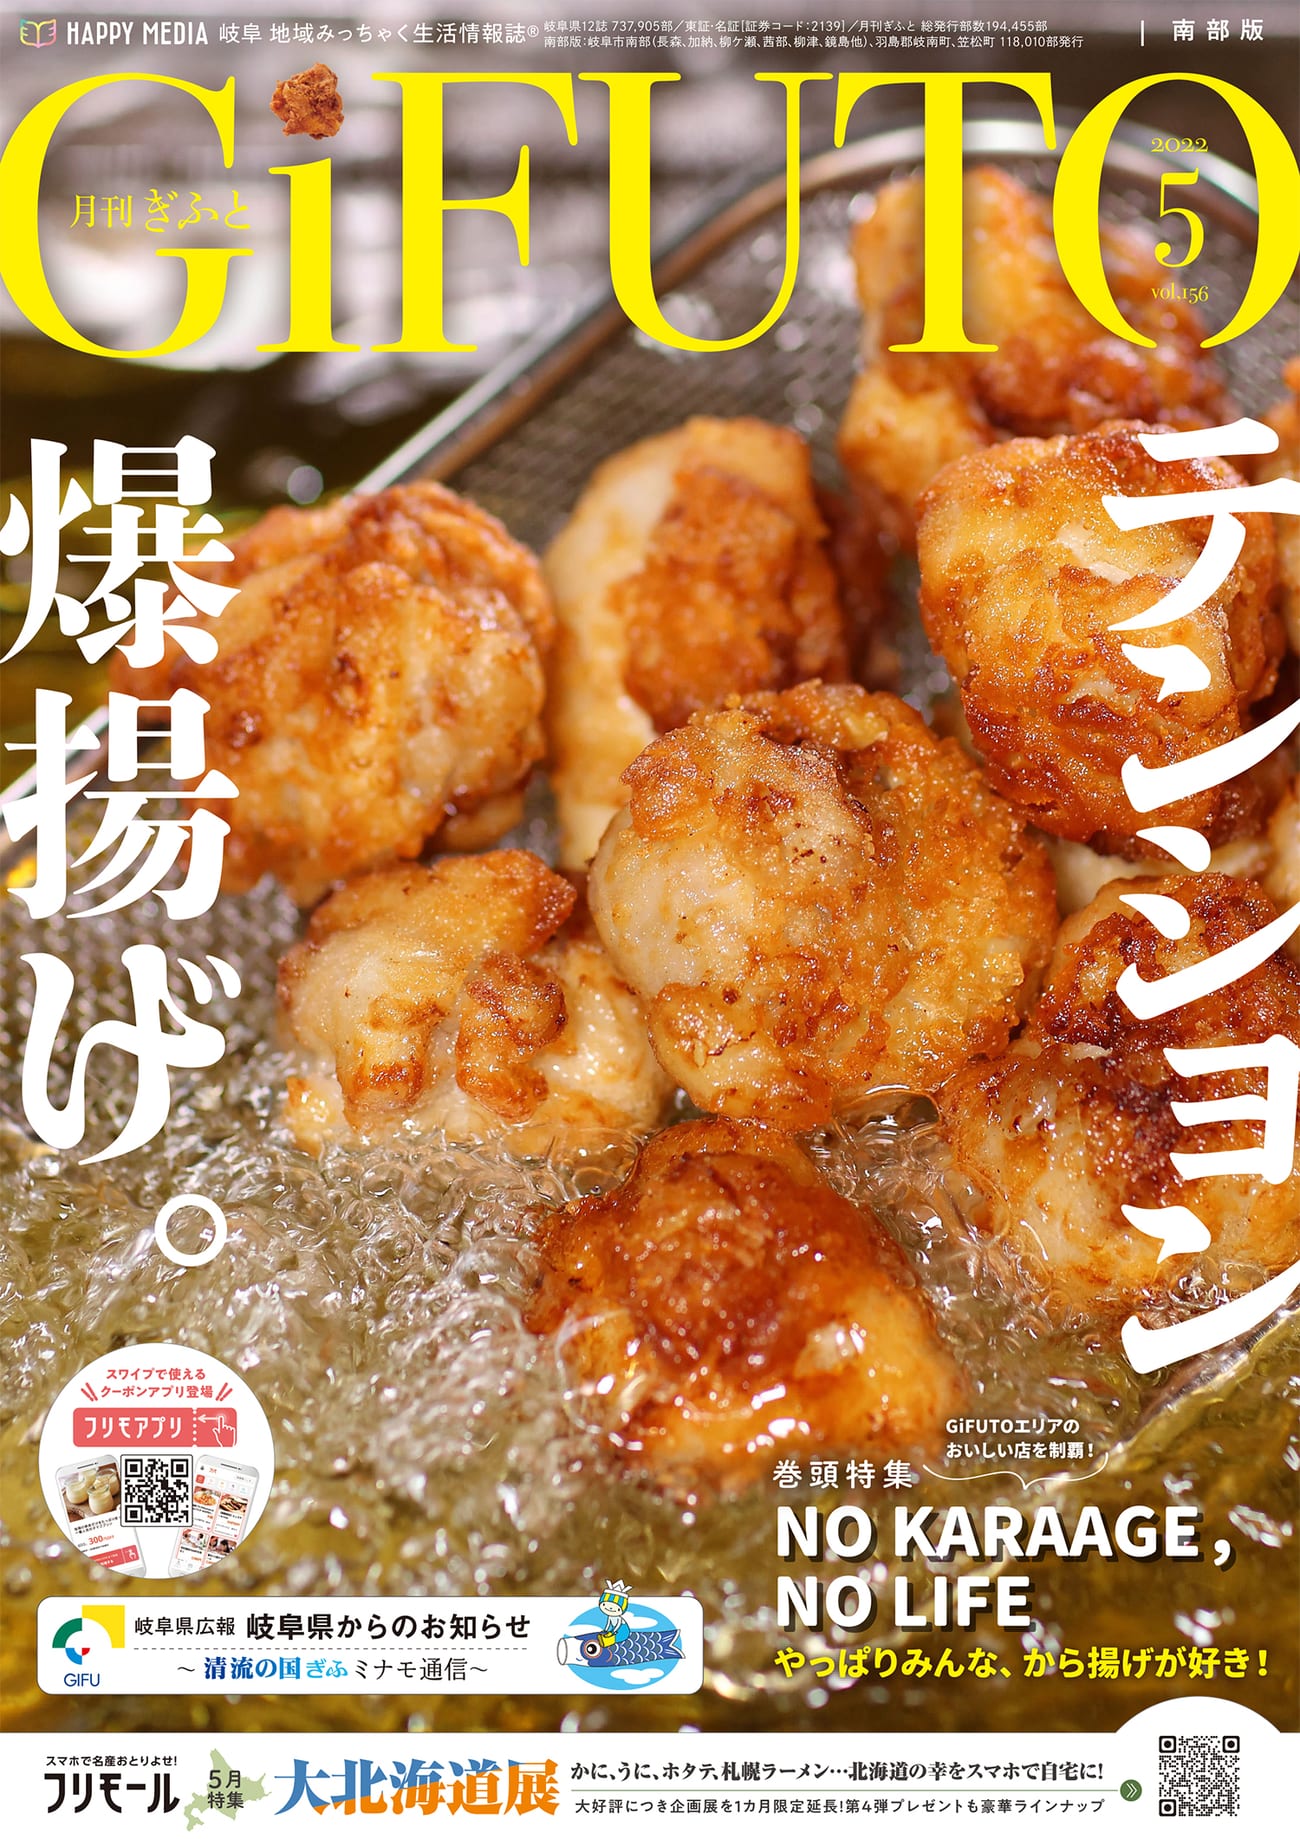 HAPPY MEDIA 岐阜 地域みっちゃく生活情報誌®
岐阜県12誌 737,905部／東証・名証[証券コード:2139]／月刊ぎふと 総発行部数194,455部
南部版:岐阜市南部(長森、加納、柳ケ瀬、茜部、柳津、鏡島他)、羽島郡岐南町、笠松町 118,010部発行
南部版
GiFUTO
月刊ぎふと
2022
5
vol.156
テンション
爆揚げ。
スワイプで使える
クーポンアプリ登場
フリモアプリ
300
GiFUTOエリアの
おいしい店を制覇!
巻頭特集
NO KARAAGE,
NO LIFE
やっぱりみんな、から揚げが好き!
GIFU
岐阜県広報 岐阜県からのお知らせ
～清流の国ぎふ ミナモ通信～
スマホで名産おとりよせ!
フリモール
5月
特集
大北海道展
かに、うに、ホタテ、札幌ラーメン…北海道の幸をスマホで自宅に!
大好評につき企画展を1カ月限定延長!第4弾プレゼントも豪華ラインナップ